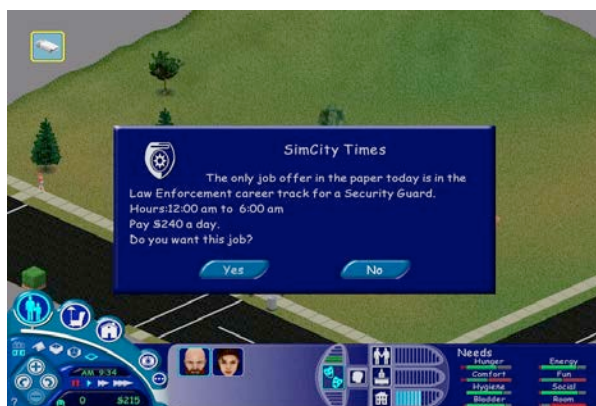 SimCity Times
The only job offer in the paper today is in the
Law Enforcement career track for a Security Guard.
Hours:12:00 am to 6:00 am
Pay $240 a day.
Do you want this job?
Yes No
AM 9:34
0 $215
?
Needs
Hunger Energy
Comfort Fun
Hygiene Social
Bladder Room